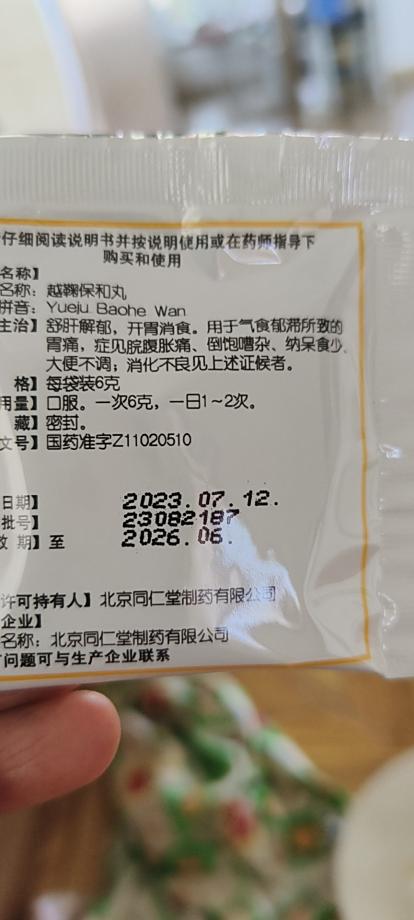 仔细阅读说明书并按说明使用或在药师指导下
购买和使用
名称】
名称：越鞠保和丸
拼音：Yueju Baohe Wan
主治】舒肝解郁，开胃消食。用于气食郁滞所致的
胃痛，症见脘腹胀痛、倒饱嘈杂、纳呆食少、
大便不调；消化不良见上述证候者。
格】每袋装6克
用量】口服。一次6克，一日1～2次。
藏】密封。
文号】国药准字Z11020510
日期】 2023.07.12.
批号】 23082187
效 期】至 2026.06.
许可持有人】北京同仁堂制药有限公司
企业】
名称：北京同仁堂制药有限公司
问题可与生产企业联系